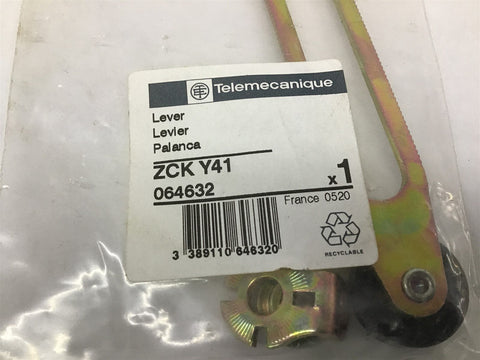 Telemecanique
Lever
Levier
Palanca
ZCK Y41
064632
x1
France 0520
3 389110 646320
RECYCLABLE